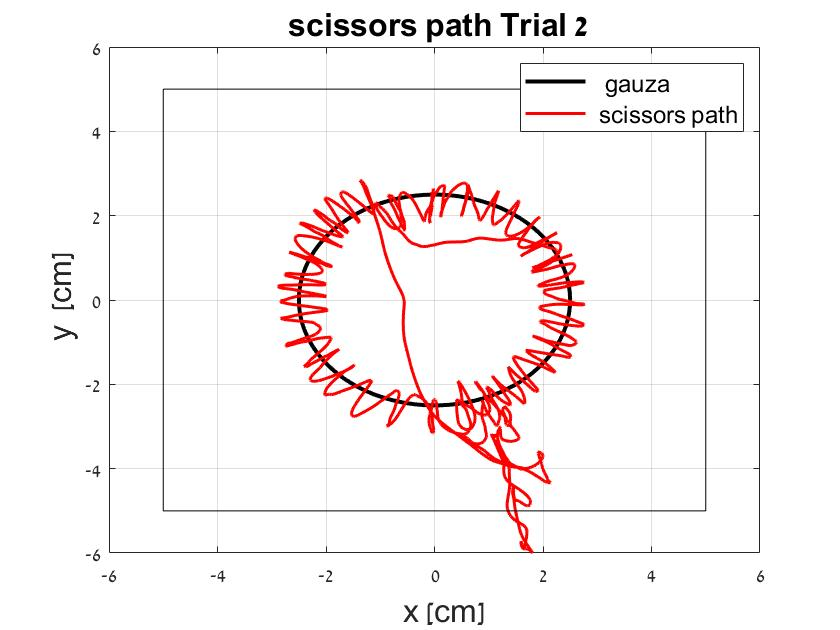 scissors path Trial 2
gauza
scissors path
6
4
2
0
-2
-4
-6
y [cm]
-6 -4 -2 0 2 4 6
x [cm]